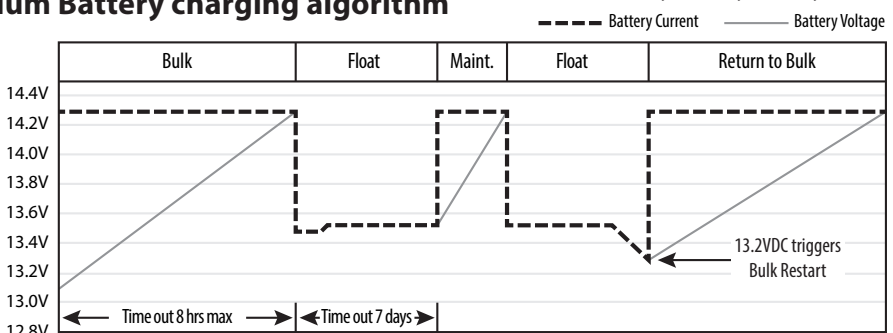 Battery charging algorithm
Battery Current
Battery Voltage
Bulk
Float
Maint.
Float
Return to Bulk
14.4V
14.2V
14.0V
13.8V
13.6V
13.4V
13.2V
13.0V
12.8V
13.2VDC triggers
Bulk Restart
Time out 8 hrs max
Time out 7 days